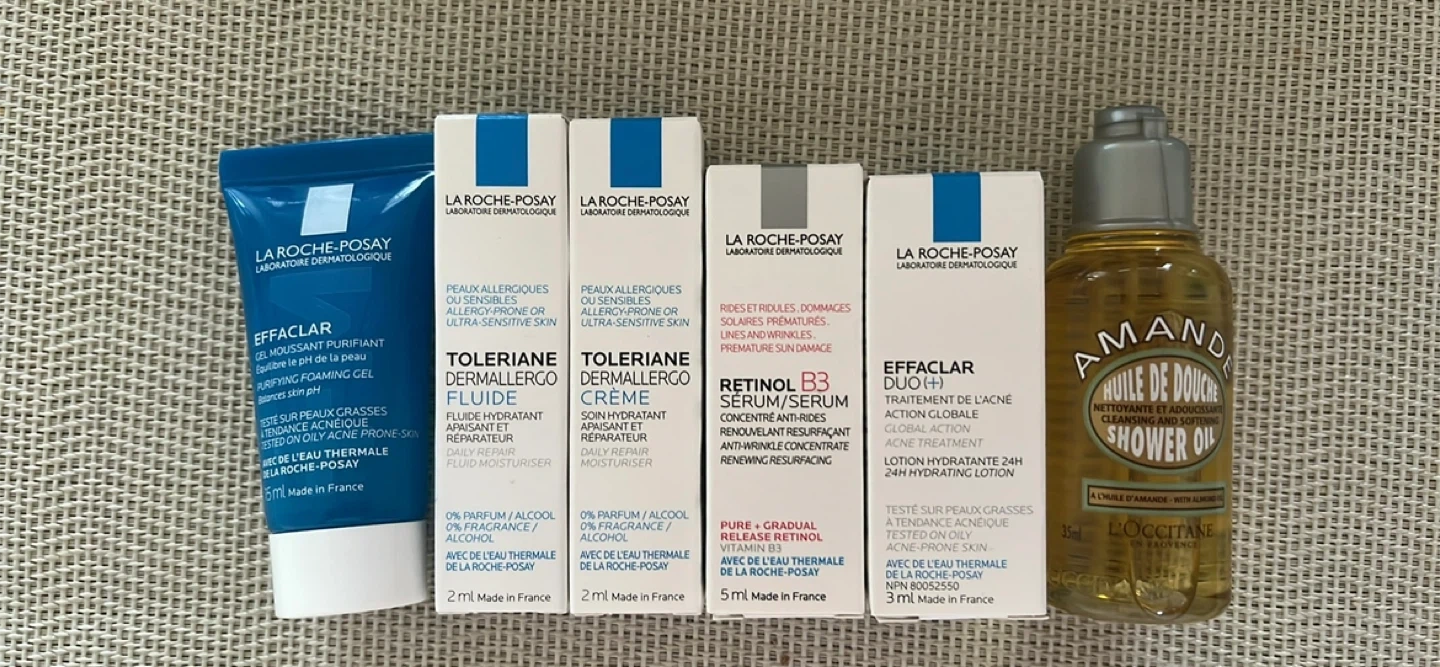 LA ROCHE-POSAY
LABORATOIRE DERMATOLOGIQUE
EFFACLAR
GEL MOUSSANT PURIFIANT
Équilibre le pH de la peau
PURIFYING FOAMING GEL
Balances skin pH
TESTÉ SUR PEAUX GRASSES
À TENDANCE ACNÉIQUE
TESTED ON OILY ACNE PRONE-SKIN
AVEC DE L'EAU THERMALE
DE LA ROCHE-POSAY
15 ml Made in France
LA ROCHE-POSAY
LABORATOIRE DERMATOLOGIQUE
PEAUX ALLERGIQUES
OU SENSIBLES
ALLERGY-PRONE OR
ULTRA-SENSITIVE SKIN
TOLERIANE
DERMALLERGO
FLUIDE
FLUIDE HYDRATANT
APAISANT ET
RÉPARATEUR
DAILY REPAIR
FLUID MOISTURISER
0% PARFUM / ALCOOL
0% FRAGRANCE /
ALCOHOL
AVEC DE L'EAU THERMALE
DE LA ROCHE-POSAY
2 ml Made in France
LA ROCHE-POSAY
LABORATOIRE DERMATOLOGIQUE
PEAUX ALLERGIQUES
OU SENSIBLES
ALLERGY-PRONE OR
ULTRA-SENSITIVE SKIN
TOLERIANE
DERMALLERGO
CRÈME
SOIN HYDRATANT
APAISANT ET
RÉPARATEUR
DAILY REPAIR
MOISTURISER
0% PARFUM / ALCOOL
0% FRAGRANCE /
ALCOHOL
AVEC DE L'EAU THERMALE
DE LA ROCHE-POSAY
2 ml Made in France
LA ROCHE-POSAY
LABORATOIRE DERMATOLOGIQUE
RIDES ET RIDULES . DOMMAGES
SOLAIRES PRÉMATURÉS .
LINES AND WRINKLES .
PREMATURE SUN DAMAGE
RETINOL B3
SÉRUM/SERUM
CONCENTRÉ ANTI-RIDES
RENOUVELANT RESURFAÇANT
ANTI-WRINKLE CONCENTRATE
RENEWING RESURFACING
PURE + GRADUAL
RELEASE RETINOL
VITAMIN B3
AVEC DE L'EAU THERMALE
DE LA ROCHE-POSAY
5 ml Made in France
LA ROCHE-POSAY
LABORATOIRE DERMATOLOGIQUE
EFFACLAR
DUO (+)
TRAITEMENT DE L'ACNÉ
ACTION GLOBALE
GLOBAL ACTION
ACNE TREATMENT
LOTION HYDRATANTE 24H
24H HYDRATING LOTION
TESTÉ SUR PEAUX GRASSES
À TENDANCE ACNÉIQUE
TESTED ON OILY
ACNE-PRONE SKIN
AVEC DE L'EAU THERMALE
DE LA ROCHE-POSAY
NPN 80052550
3 ml Made in France
AMANDE
HUILE DE DOUCHE
NETTOYANTE ET ADOUCISSANTE
CLEANSING AND SOFTENING
SHOWER OIL
A L'HUILE D'AMANDE - WITH ALMOND OIL
35ml
L'OCCITANE
EN PROVENCE